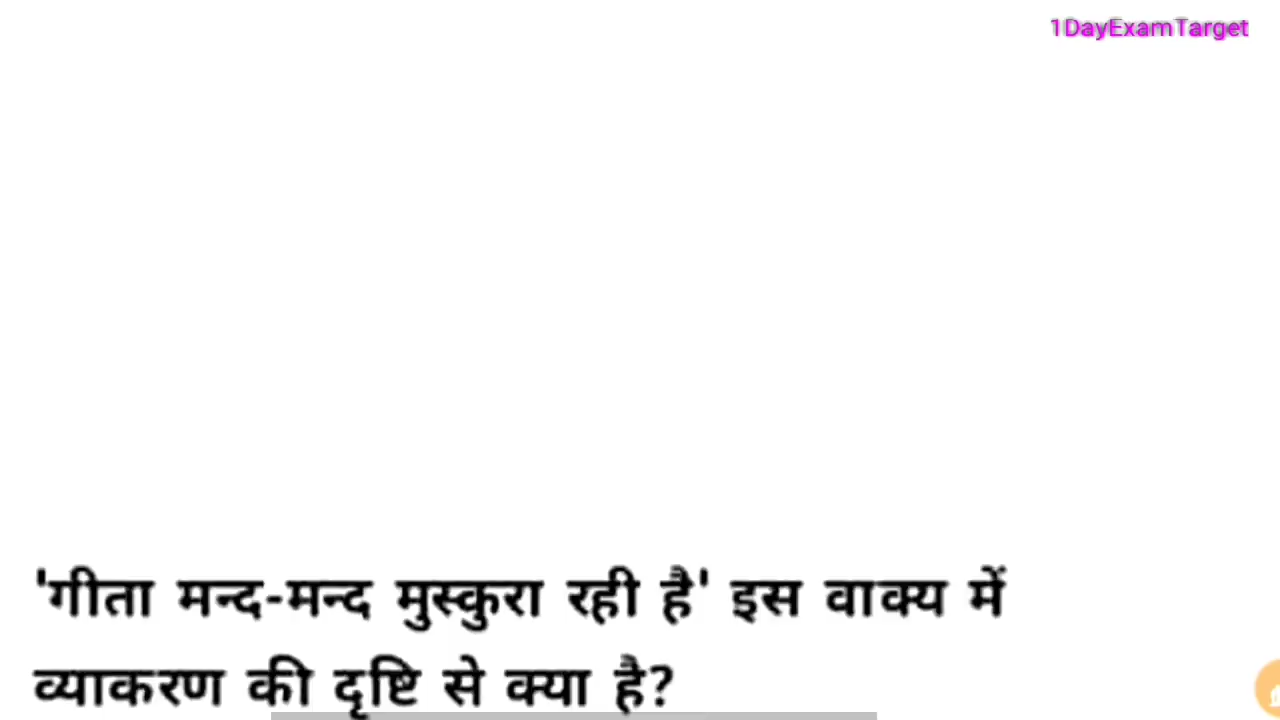 1DayExamTarget
'गीता मन्द-मन्द मुस्कुरा रही है' इस वाक्य में
व्याकरण की दृष्टि से क्या है?